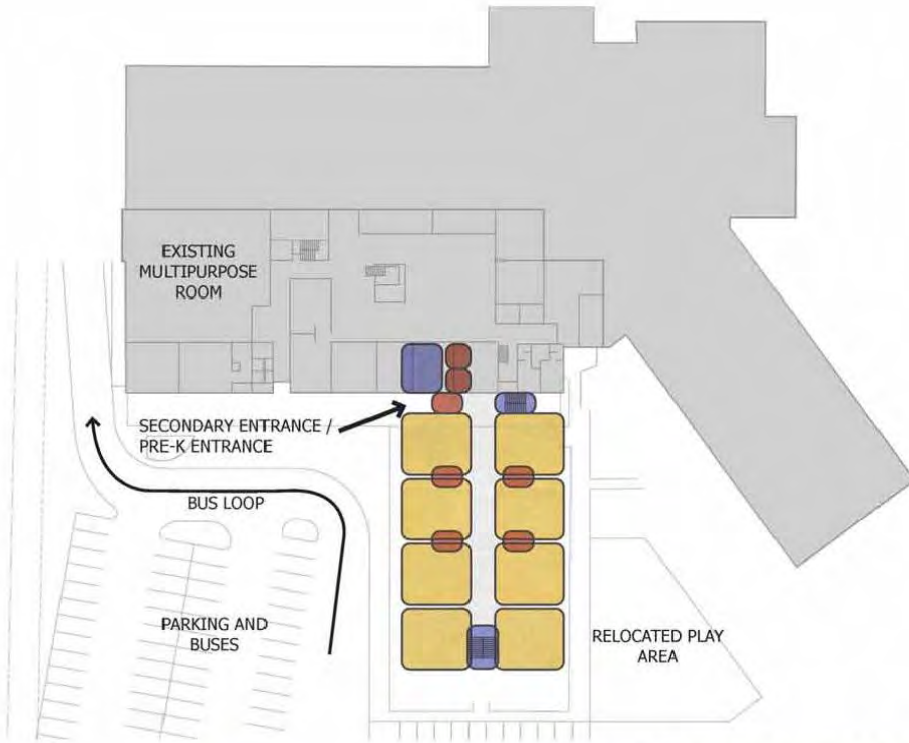 EXISTING
MULTIPURPOSE
ROOM
SECONDARY ENTRANCE /
PRE-K ENTRANCE
BUS LOOP
PARKING AND
BUSES
RELOCATED PLAY
AREA